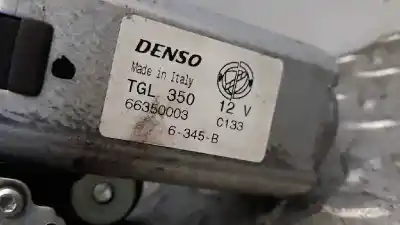 DENSO
Made in Italy
TGL 350 12 V
66350003 C133
6-345-B